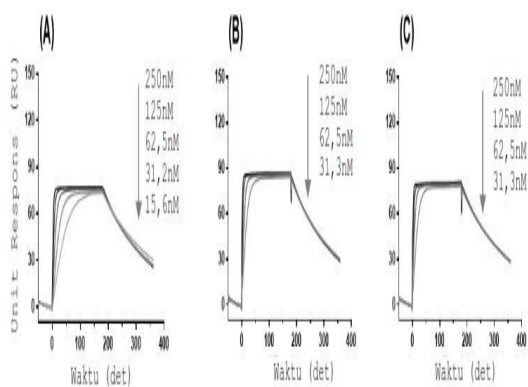 (A)
250nM
125nM
62,5nM
31,2nM
15,6nM
Unit Respons (RU)
150
120
90
60
30
0
0 100 200 300 400
Waktu (det)
(B)
250nM
125nM
62,5nM
31,3nM
150
120
90
60
30
0
0 100 200 300 400
Waktu (det)
(C)
250nM
125nM
62,5nM
31,3nM
150
120
90
60
30
0
0 100 200 300 400
Waktu (det)